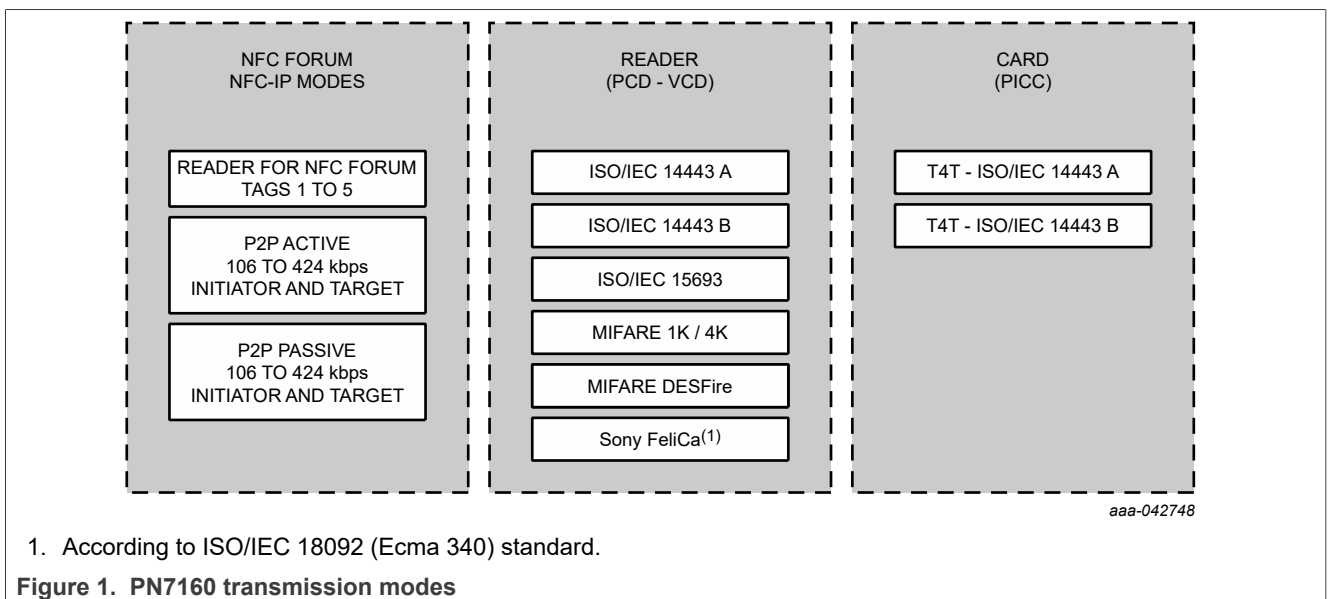 NFC FORUM
NFC-IP MODES
READER FOR NFC FORUM
TAGS 1 TO 5
P2P ACTIVE
106 TO 424 kbps
INITIATOR AND TARGET
P2P PASSIVE
106 TO 424 kbps
INITIATOR AND TARGET
READER
(PCD - VCD)
ISO/IEC 14443 A
ISO/IEC 14443 B
ISO/IEC 15693
MIFARE 1K / 4K
MIFARE DESFire
Sony FeliCa(1)
CARD
(PICC)
T4T - ISO/IEC 14443 A
T4T - ISO/IEC 14443 B
aaa-042748
1. According to ISO/IEC 18092 (Ecma 340) standard.
Figure 1. PN7160 transmission modes